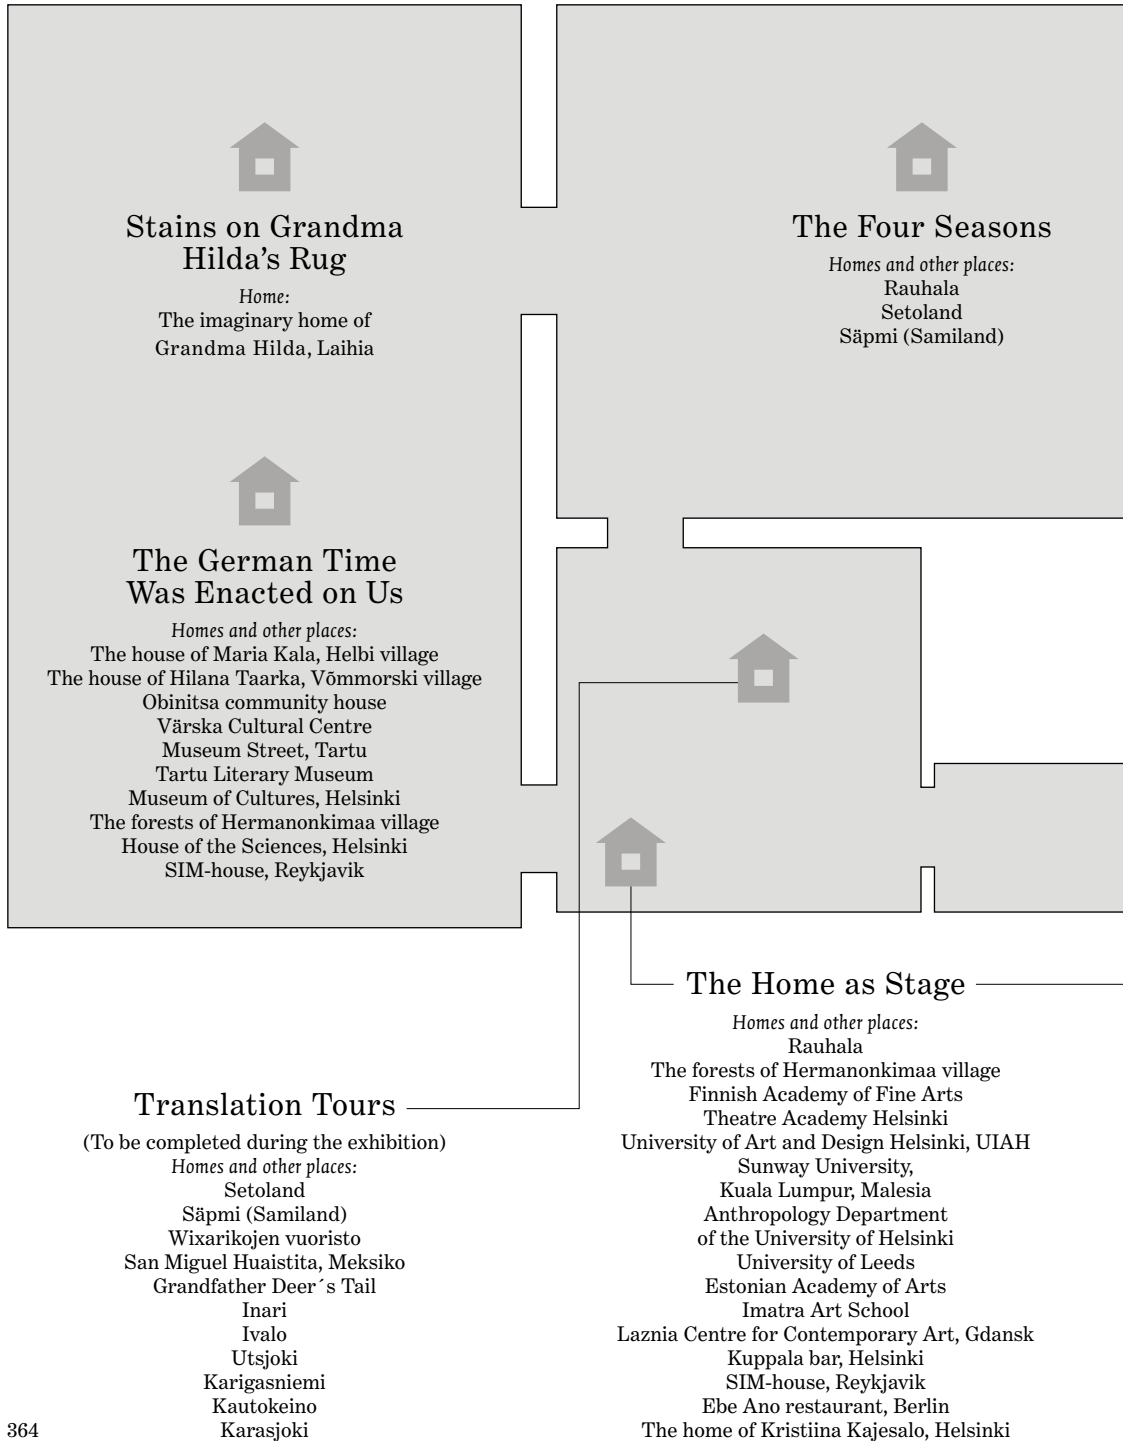 Stains on Grandma
Hilda's Rug
Home:
The imaginary home of
Grandma Hilda, Laihia
The Four Seasons
Homes and other places:
Rauhala
Setoland
Säpmi (Samiland)
The German Time
Was Enacted on Us
Homes and other places:
The house of Maria Kala, Helbi village
The house of Hilana Taarka, Võmmorski village
Obinitsa community house
Värska Cultural Centre
Museum Street, Tartu
Tartu Literary Museum
Museum of Cultures, Helsinki
The forests of Hermanonkimaa village
House of the Sciences, Helsinki
SIM-house, Reykjavik
Translation Tours
(To be completed during the exhibition)
Homes and other places:
Setoland
Säpmi (Samiland)
Wixarikojen vuoristo
San Miguel Huaistita, Meksiko
Grandfather Deer´s Tail
Inari
Ivalo
Utsjoki
Karigasniemi
Kautokeino
Karasjoki
The Home as Stage
Homes and other places:
Rauhala
The forests of Hermanonkimaa village
Finnish Academy of Fine Arts
Theatre Academy Helsinki
University of Art and Design Helsinki, UIAH
Sunway University,
Kuala Lumpur, Malesia
Anthropology Department
of the University of Helsinki
University of Leeds
Estonian Academy of Arts
Imatra Art School
Laznia Centre for Contemporary Art, Gdansk
Kuppala bar, Helsinki
SIM-house, Reykjavik
Ebe Ano restaurant, Berlin
The home of Kristiina Kajesalo, Helsinki
364